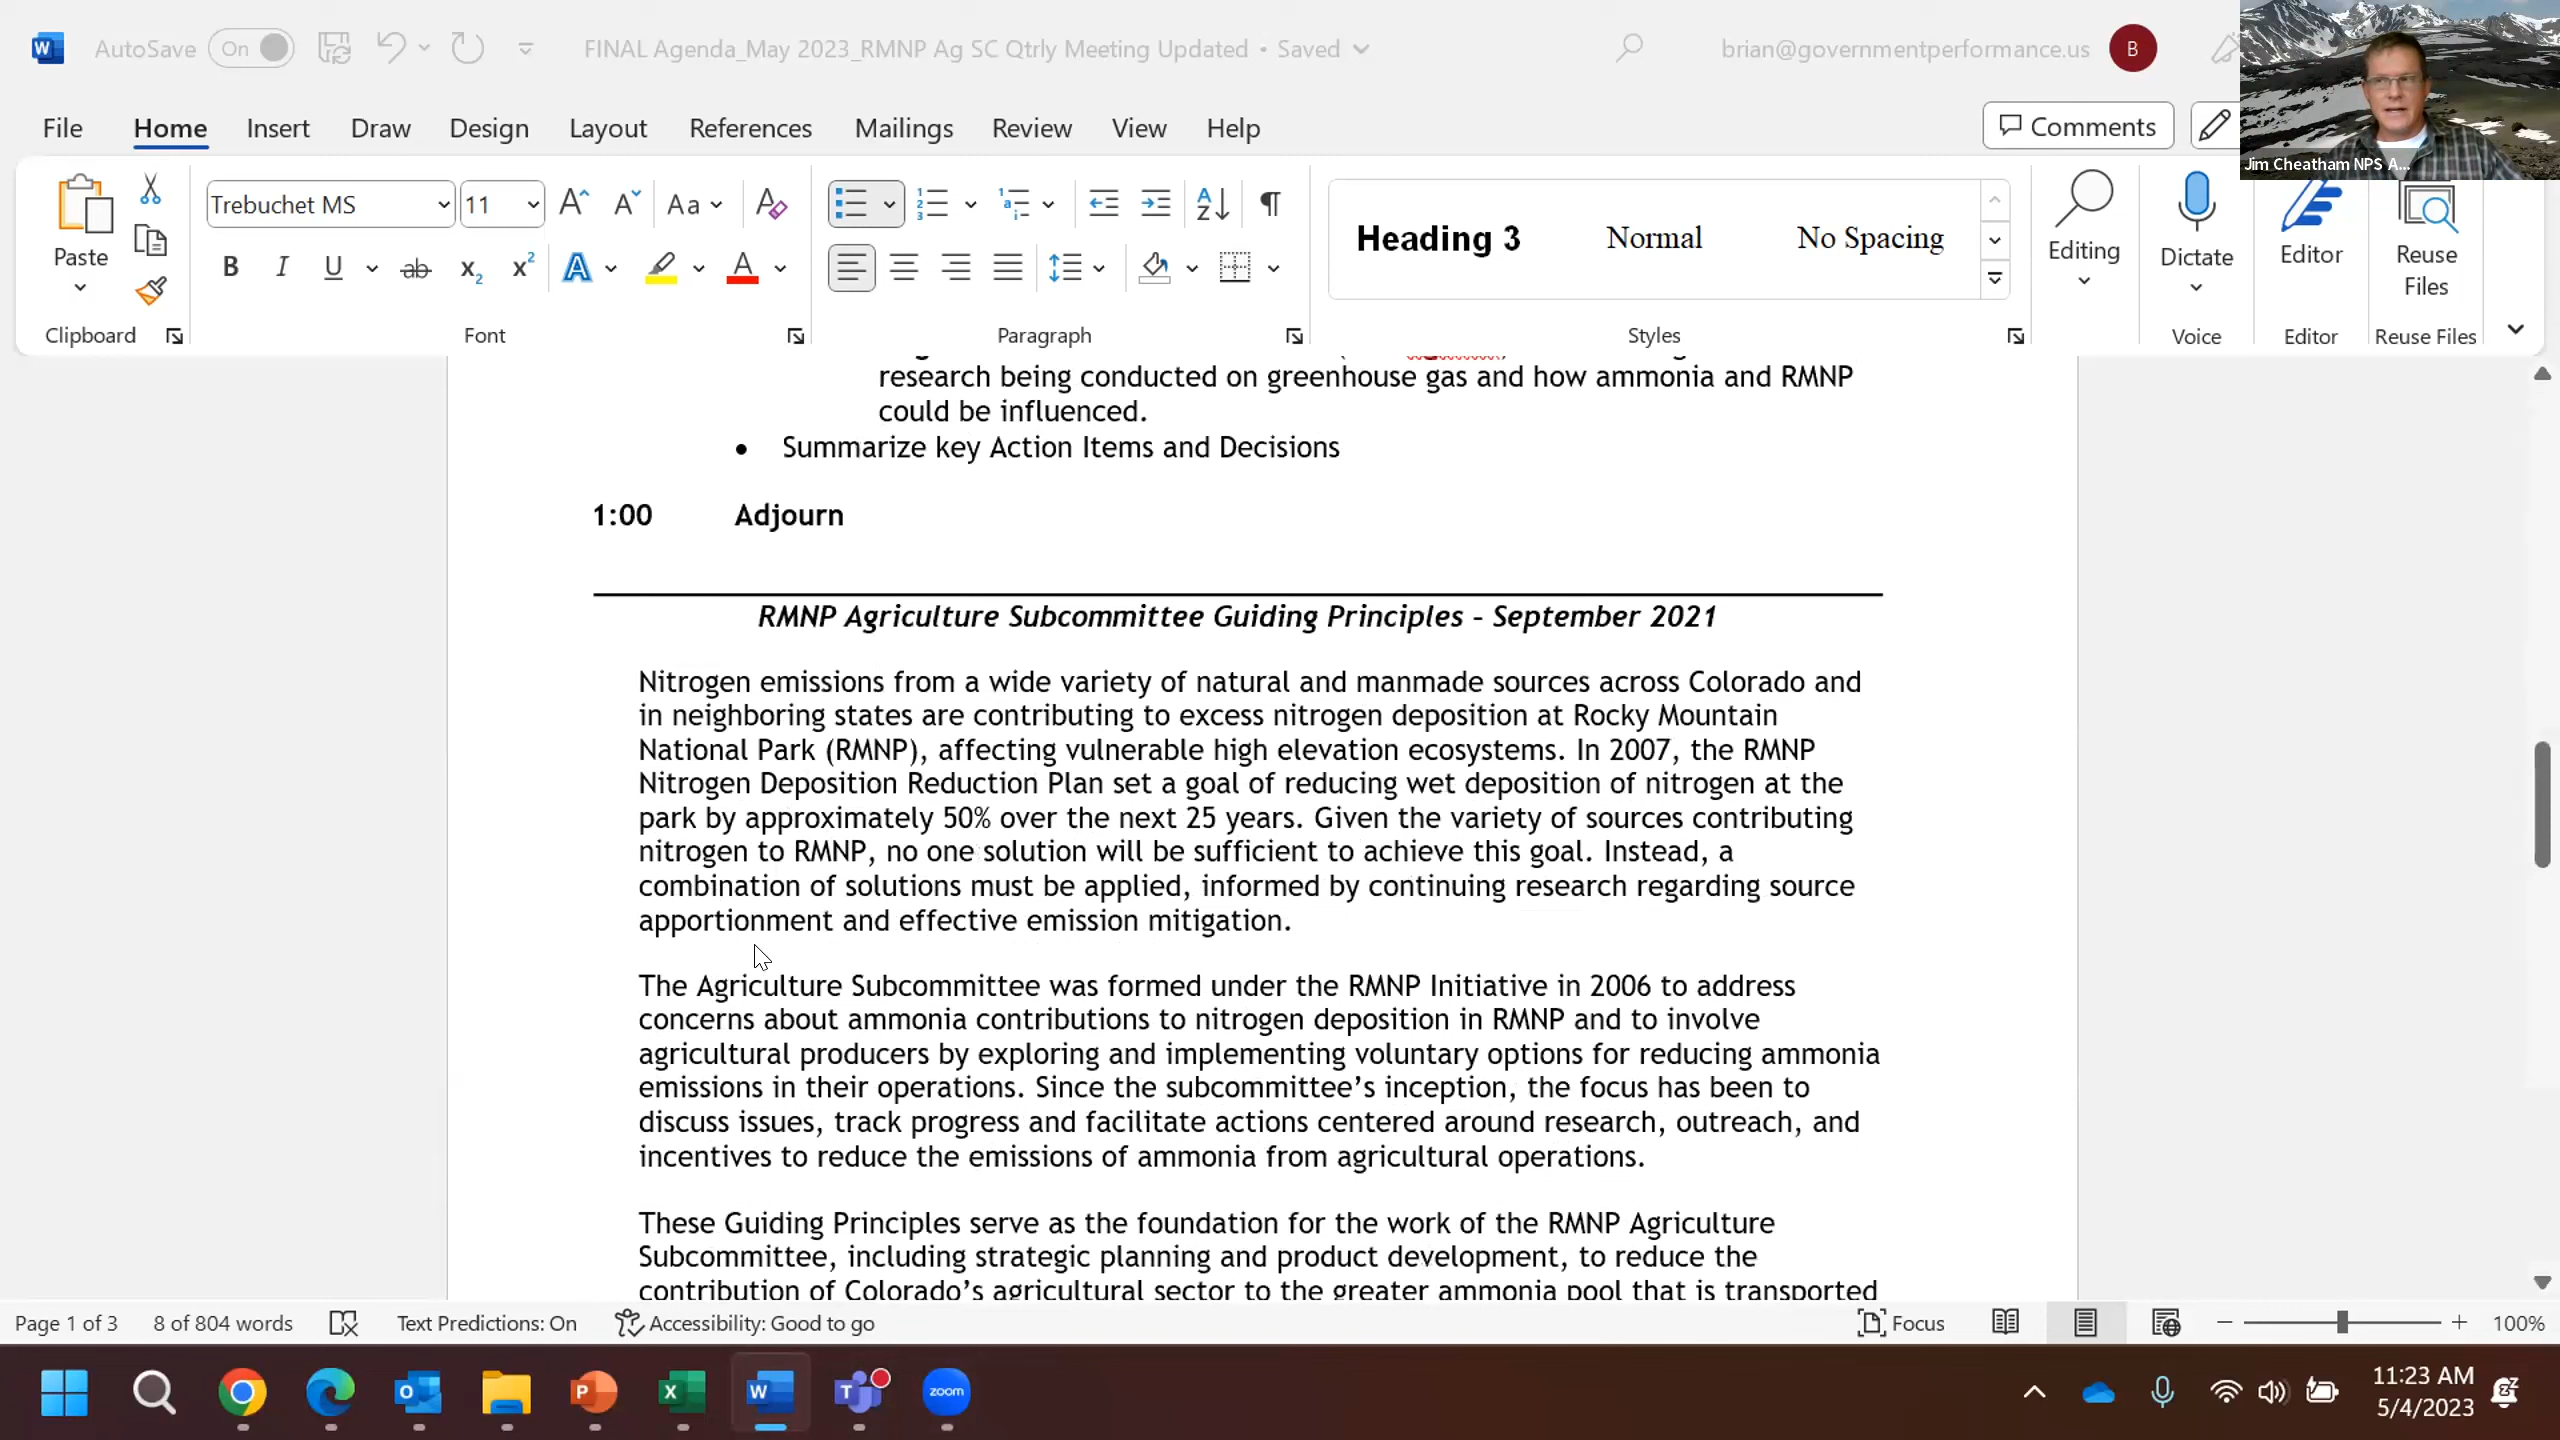 AutoSave On FINAL Agenda_May 2023_RMNP Ag SC Qtrly Meeting Updated • Saved brian@governmentperformance.us B
File Home Insert Draw Design Layout References Mailings Review View Help Comments
Jim Cheatham NPS A...
Paste
Trebuchet MS 11
Heading 3 Normal No Spacing
Editing Dictate Editor Reuse Files
Clipboard Font Paragraph Styles Voice Editor Reuse Files
research being conducted on greenhouse gas and how ammonia and RMNP
could be influenced.
• Summarize key Action Items and Decisions
1:00 Adjourn
RMNP Agriculture Subcommittee Guiding Principles – September 2021
Nitrogen emissions from a wide variety of natural and manmade sources across Colorado and
in neighboring states are contributing to excess nitrogen deposition at Rocky Mountain
National Park (RMNP), affecting vulnerable high elevation ecosystems. In 2007, the RMNP
Nitrogen Deposition Reduction Plan set a goal of reducing wet deposition of nitrogen at the
park by approximately 50% over the next 25 years. Given the variety of sources contributing
nitrogen to RMNP, no one solution will be sufficient to achieve this goal. Instead, a
combination of solutions must be applied, informed by continuing research regarding source
apportionment and effective emission mitigation.
The Agriculture Subcommittee was formed under the RMNP Initiative in 2006 to address
concerns about ammonia contributions to nitrogen deposition in RMNP and to involve
agricultural producers by exploring and implementing voluntary options for reducing ammonia
emissions in their operations. Since the subcommittee’s inception, the focus has been to
discuss issues, track progress and facilitate actions centered around research, outreach, and
incentives to reduce the emissions of ammonia from agricultural operations.
These Guiding Principles serve as the foundation for the work of the RMNP Agriculture
Subcommittee, including strategic planning and product development, to reduce the
contribution of Colorado’s agricultural sector to the greater ammonia pool that is transported
Page 1 of 3 8 of 804 words Text Predictions: On Accessibility: Good to go Focus 100%
zoom
11:23 AM
5/4/2023